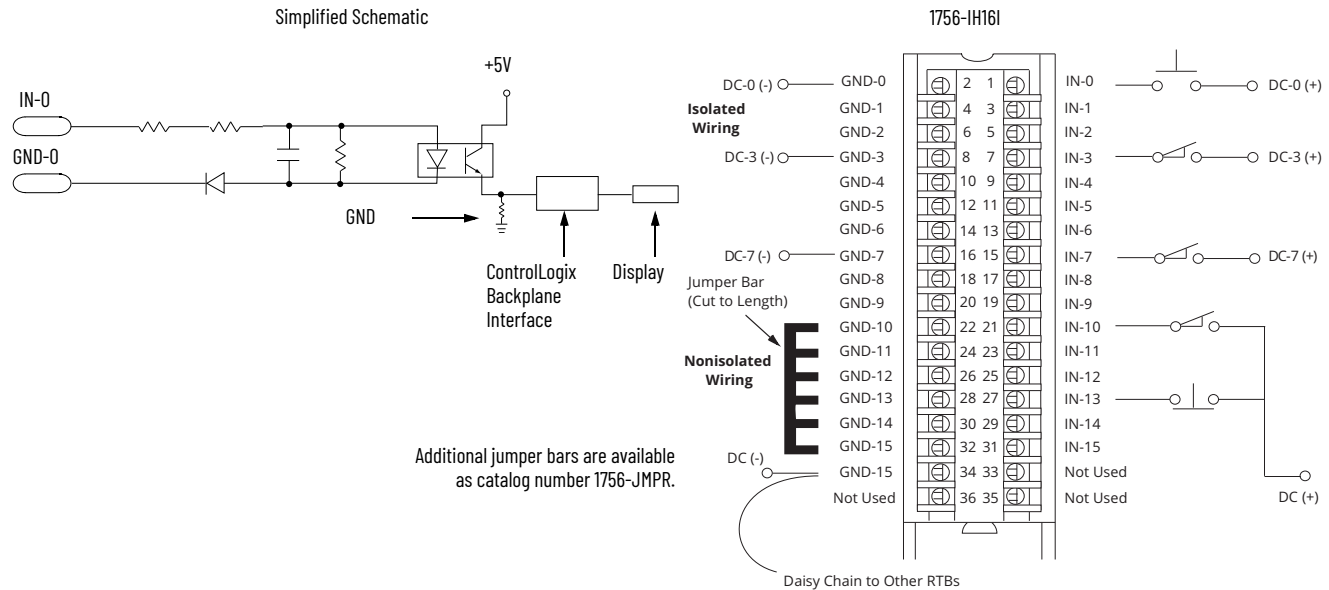 Simplified Schematic
+5V
IN-0
GND-0
GND
ControlLogix
Backplane
Interface
Display
Additional jumper bars are available
as catalog number 1756-JMPR.
1756-IH16I
DC-0 (-) GND-0 2 1 IN-0 DC-0 (+)
Isolated
Wiring
GND-1 4 3 IN-1
GND-2 6 5 IN-2
DC-3 (-) GND-3 8 7 IN-3 DC-3 (+)
GND-4 10 9 IN-4
GND-5 12 11 IN-5
GND-6 14 13 IN-6
DC-7 (-) GND-7 16 15 IN-7 DC-7 (+)
Jumper Bar
(Cut to Length)
GND-8 18 17 IN-8
GND-9 20 19 IN-9
GND-10 22 21 IN-10
Nonisolated
Wiring
GND-11 24 23 IN-11
GND-12 26 25 IN-12
GND-13 28 27 IN-13
GND-14 30 29 IN-14
GND-15 32 31 IN-15
DC (-) GND-15 34 33 Not Used
Not Used 36 35 Not Used DC (+)
Daisy Chain to Other RTBs